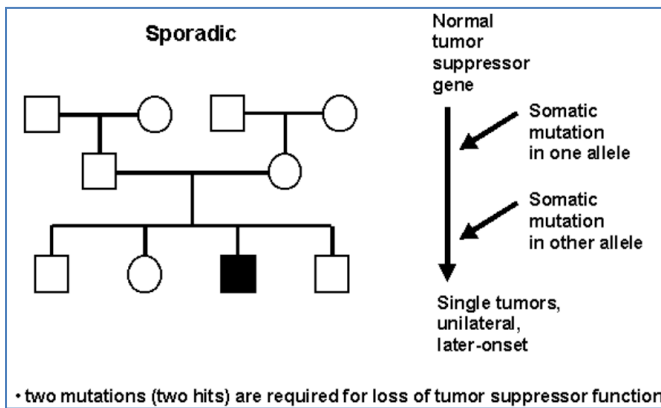 Sporadic
Normal
tumor
suppressor
gene
Somatic
mutation
in one allele
Somatic
mutation
in other allele
Single tumors,
unilateral,
later-onset
• two mutations (two hits) are required for loss of tumor suppressor function